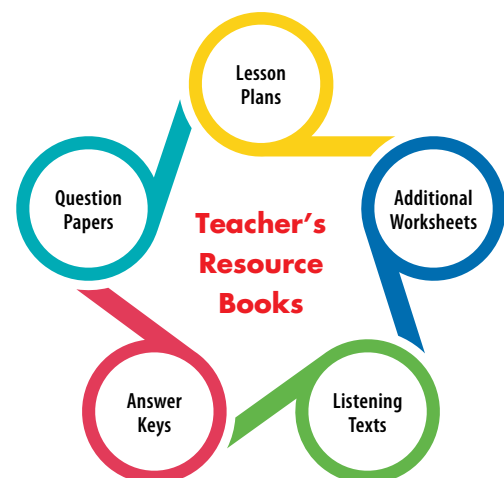 Lesson
Plans
Question
Papers
Additional
Worksheets
Teacher's
Resource
Books
Answer
Keys
Listening
Texts